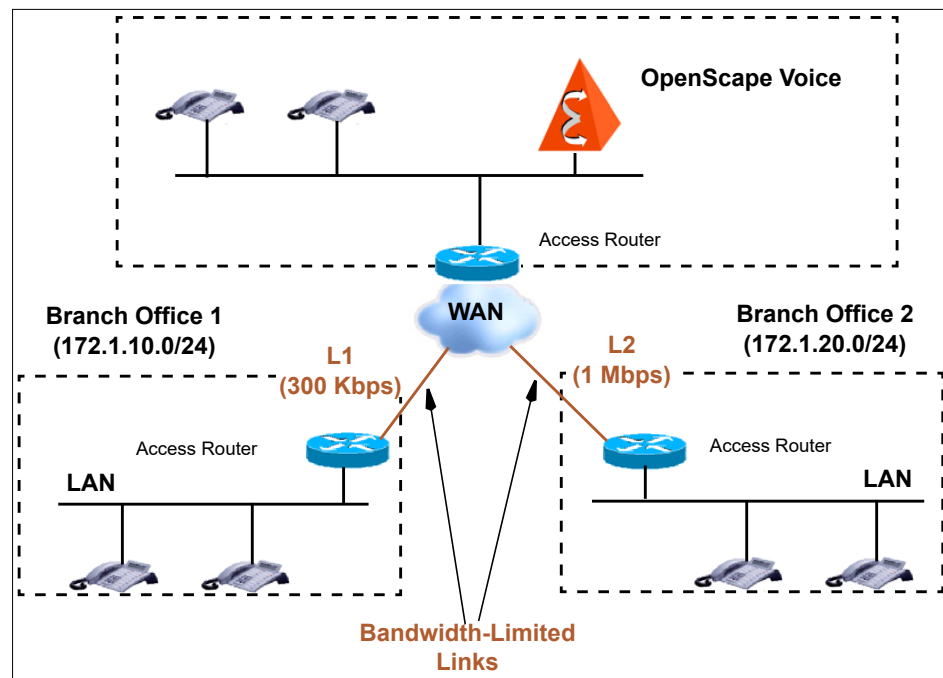 OpenScape Voice
Access Router
WAN
Branch Office 1
(172.1.10.0/24)
Branch Office 2
(172.1.20.0/24)
L1
(300 Kbps)
L2
(1 Mbps)
Access Router
Access Router
LAN
LAN
Bandwidth-Limited
Links